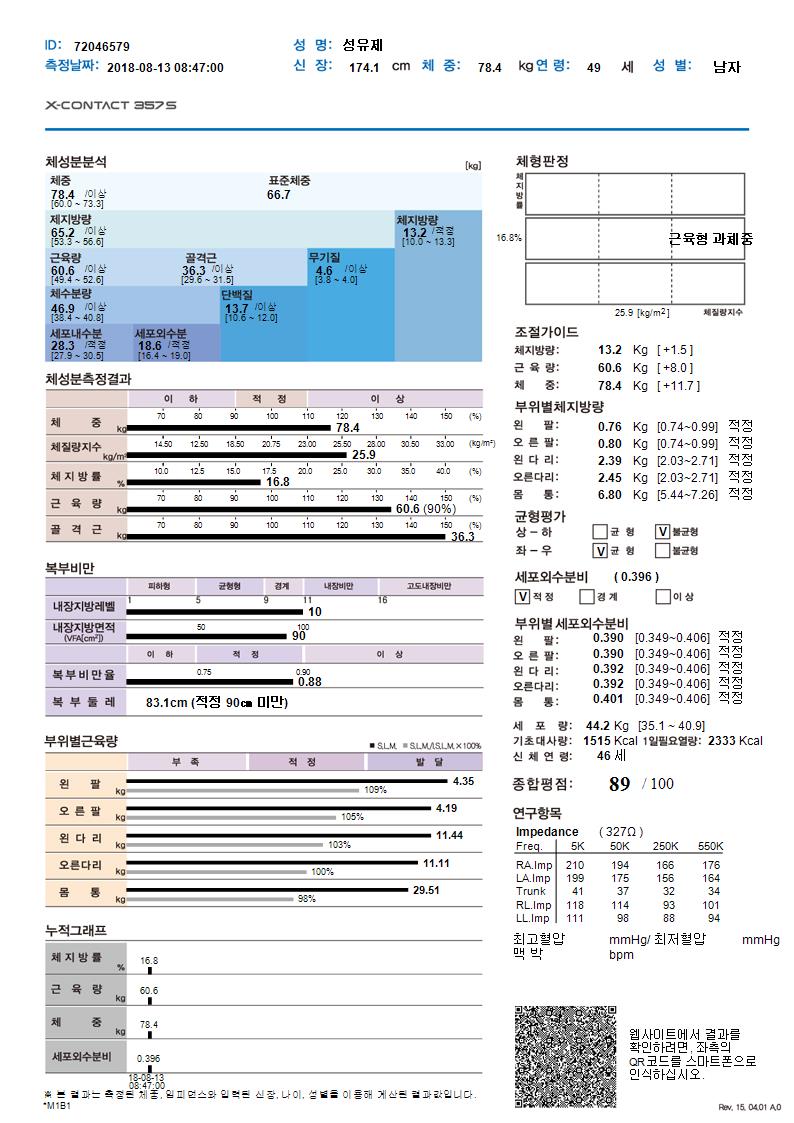 ID: 72046579 성 명: 성유제
측정날짜: 2018-08-13 08:47:00 신 장: 174.1 cm 체 중: 78.4 kg 연 령: 49 세 성 별: 남자
X-CONTACT 357S
체성분분석 [kg]
체중 표준체중
78.4 /이상 66.7
[60.0 ~ 73.3]
제지방량 체지방량
65.2 /이상 13.2 /적정
[53.3 ~ 56.6] [10.0 ~ 13.3]
근육량 골격근 무기질
60.6 /이상 36.3 /이상 4.6 /이상
[49.4 ~ 52.6] [29.6 ~ 31.5] [3.8 ~ 4.0]
체수분량 단백질
46.9 /이상 13.7 /이상
[38.4 ~ 40.8] [10.6 ~ 12.0]
세포내수분 세포외수분
28.3 /적정 18.6 /적정
[27.9 ~ 30.5] [16.4 ~ 19.0]
체성분측정결과
이 하 적 정 이 상
체 중 kg 70 80 90 100 110 120 130 140 150 (%)
78.4
체질량지수 kg/m² 14.50 12.50 18.50 20.75 23.00 25.50 28.00 30.50 33.00 (kg/m²)
25.9
체 지 방 률 % 10.0 12.5 15.0 17.5 20.0 25.0 30.0 35.0 40.0 (%)
16.8
근 육 량 kg 70 80 90 100 110 120 130 140 150 (%)
60.6 (90%)
골 격 근 kg 70 80 90 100 110 120 130 140 150 (%)
36.3
복부비만
피하형 균형형 경계 내장비만 고도내장비만
내장지방레벨 1 5 9 11 16
10
내장지방면적 (VFA[cm²]) 50 100
90
이 하 적 정 이 상
복부비만율 0.75 0.90
0.88
복 부 둘 레 83.1cm (적정 90㎝ 미만)
부위별근육량 ■ S.L.M. ■ S.L.M./I.S.L.M.×100%
부 족 적 정 발 달
왼 팔 kg 4.35
109%
오 른 팔 kg 4.19
105%
왼 다 리 kg 11.44
103%
오른다리 kg 11.11
100%
몸 통 kg 29.51
98%
누적그래프
체 지 방 률 % 16.8
근 육 량 kg 60.6
체 중 kg 78.4
세포외수분비 0.396
18-08-13
08:47:00
※ 본 결과는 측정된 체중, 임피던스와 입력된 신장, 나이, 성별을 이용해 계산된 결과값입니다.
*M1B1
체형판정
체지방률
16.8% 근육형 과체중
25.9 [kg/m²] 체질량지수
조절가이드
체지방량: 13.2 Kg [ +1.5 ]
근 육 량: 60.6 Kg [ +8.0 ]
체 중: 78.4 Kg [ +11.7 ]
부위별체지방량
왼 팔: 0.76 Kg [0.74~0.99] 적정
오 른 팔: 0.80 Kg [0.74~0.99] 적정
왼 다 리: 2.39 Kg [2.03~2.71] 적정
오른다리: 2.45 Kg [2.03~2.71] 적정
몸 통: 6.80 Kg [5.44~7.26] 적정
균형평가
상 – 하 균 형 V 불균형
좌 – 우 V 균 형 불균형
세포외수분비 ( 0.396 )
V 적 정 경 계 이 상
부위별 세포외수분비
왼 팔: 0.390 [0.349~0.406] 적정
오 른 팔: 0.390 [0.349~0.406] 적정
왼 다 리: 0.392 [0.349~0.406] 적정
오른다리: 0.392 [0.349~0.406] 적정
몸 통: 0.401 [0.349~0.406] 적정
세 포 량: 44.2 Kg [35.1 ~ 40.9]
기초대사량: 1515 Kcal 1일필요열량: 2333 Kcal
신 체 연 령: 46 세
종합평점: 89 / 100
연구항목
Impedance ( 327Ω )
Freq. 5K 50K 250K 550K
RA.Imp 210 194 166 176
LA.Imp 199 175 156 164
Trunk 41 37 32 34
RL.Imp 118 114 93 101
LL.Imp 111 98 88 94
최고혈압 mmHg/ 최저혈압 mmHg
맥 박 bpm
웹사이트에서 결과를
확인하려면, 좌측의
QR코드를 스마트폰으로
인식하십시오.
Rev, 15, 04,01 A,0